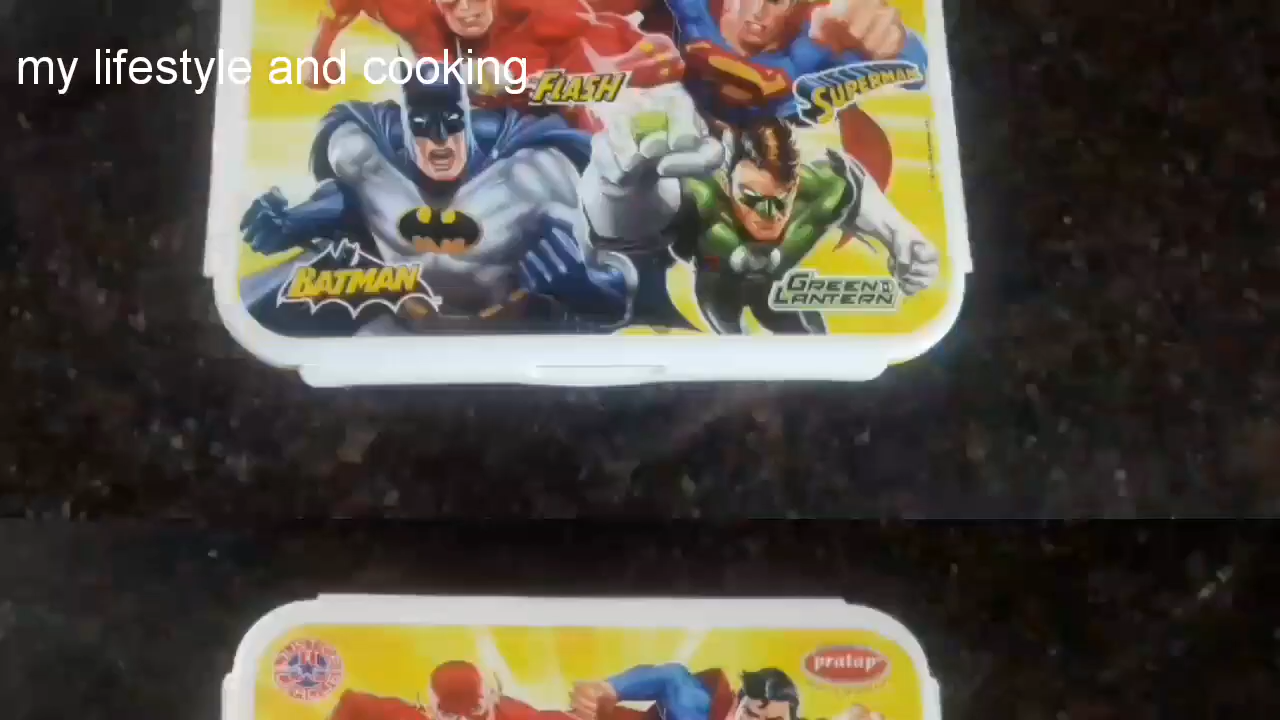 my lifestyle and cooking
FLASH
SUPERMAN
BATMAN
GREEN
LANTERN
pratap